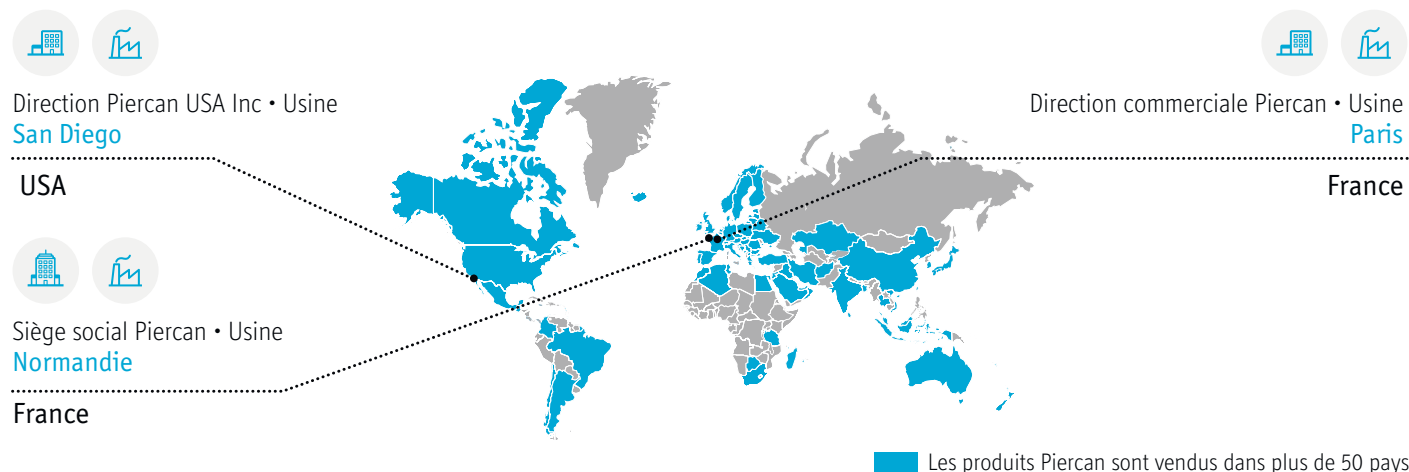 Direction Piercan USA Inc • Usine
San Diego
USA
Siège social Piercan • Usine
Normandie
France
Direction commerciale Piercan • Usine
Paris
France
Les produits Piercan sont vendus dans plus de 50 pays